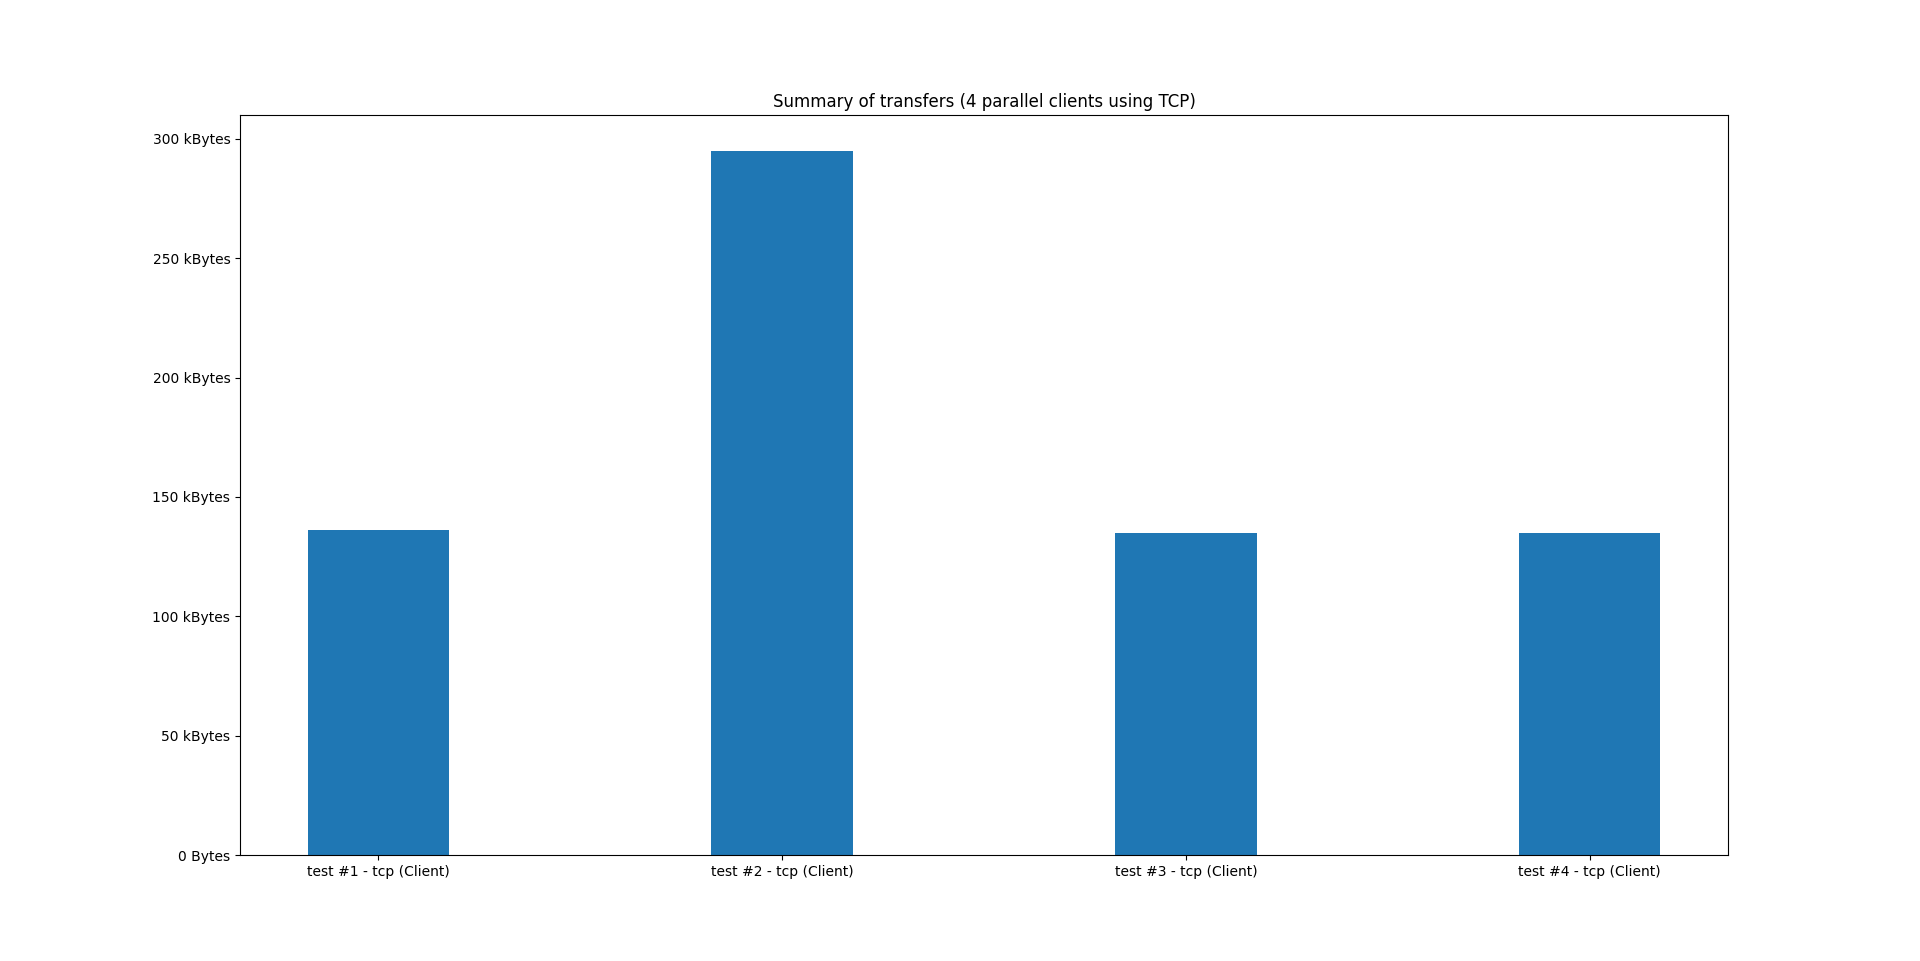 Summary of transfers (4 parallel clients using TCP)
300 kBytes
250 kBytes
200 kBytes
150 kBytes
100 kBytes
50 kBytes
0 Bytes
test #1 - tcp (Client)
test #2 - tcp (Client)
test #3 - tcp (Client)
test #4 - tcp (Client)